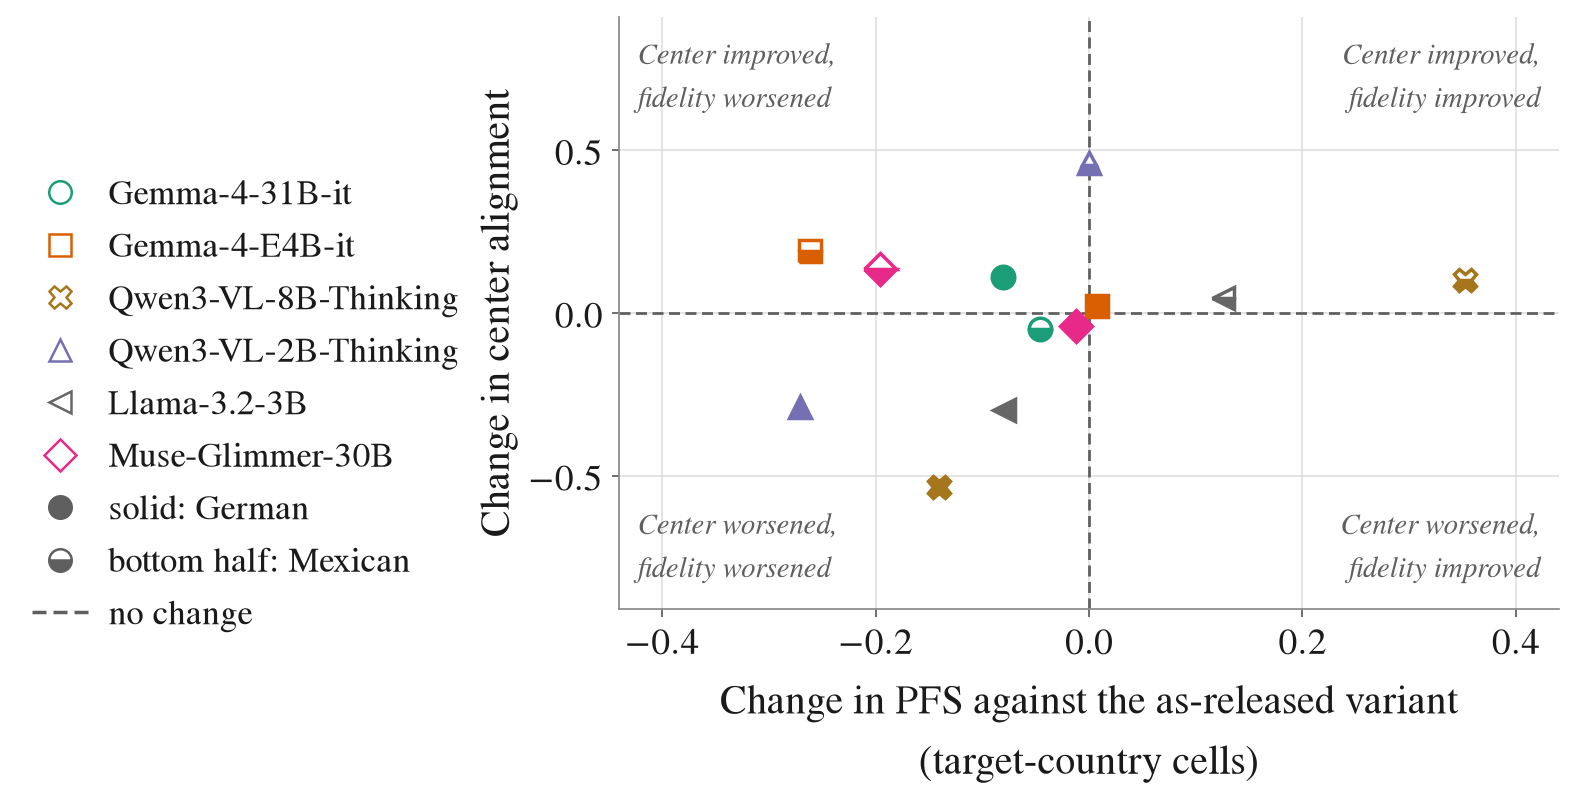 Gemma-4-31B-it
Gemma-4-E4B-it
Qwen3-VL-8B-Thinking
Qwen3-VL-2B-Thinking
Llama-3.2-3B
Muse-Glimmer-30B
solid: German
bottom half: Mexican
no change
Change in center alignment
0.5
0.0
−0.5
Center improved,
fidelity worsened
Center improved,
fidelity improved
Center worsened,
fidelity worsened
Center worsened,
fidelity improved
−0.4
−0.2
0.0
0.2
0.4
Change in PFS against the as-released variant
(target-country cells)